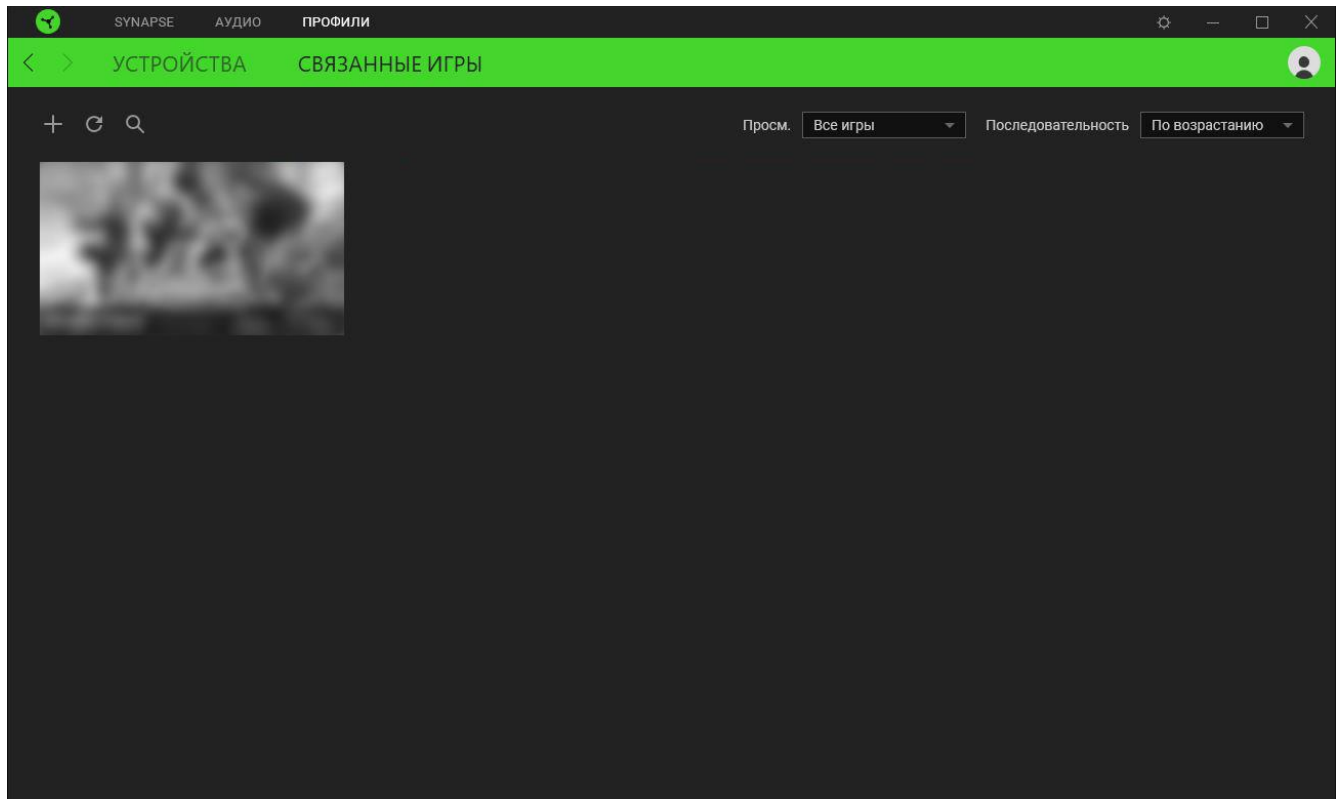 SYNAPSE АУДИО ПРОФИЛИ
УСТРОЙСТВА СВЯЗАННЫЕ ИГРЫ
Просм. Все игры Последовательность По возрастанию